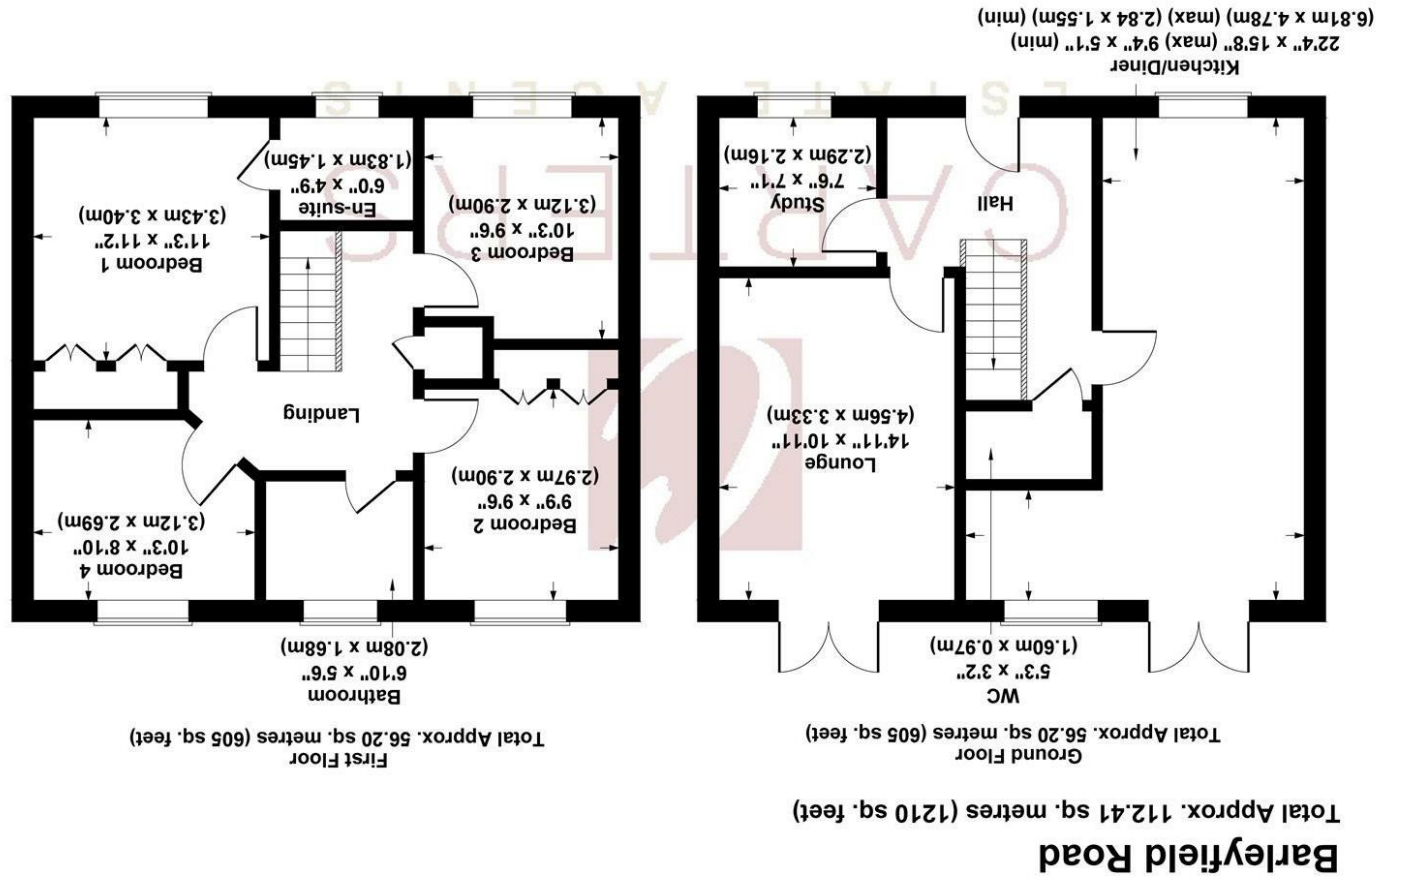 Barleyfield Road
Total Approx. 112.41 sq. metres (1210 sq. feet)
Ground Floor
Total Approx. 56.20 sq. metres (605 sq. feet)
WC
5'3" x 3'2"
(1.60m x 0.97m)
Lounge
14'11" x 10'11"
(4.56m x 3.33m)
Hall
Study
7'6" x 7'1"
(2.29m x 2.16m)
Kitchen/Diner
22'4" x 15'8" (max) 9'4" x 5'1" (min)
(6.81m x 4.78m) (max) (2.84 x 1.55m) (min)
First Floor
Total Approx. 56.20 sq. metres (605 sq. feet)
Bathroom
6'10" x 5'6"
(2.08m x 1.68m)
Bedroom 2
9'9" x 9'6"
(2.97m x 2.90m)
Bedroom 4
10'3" x 8'10"
(3.12m x 2.69m)
Landing
Bedroom 3
10'3" x 9'6"
(3.12m x 2.90m)
En-suite
6'0" x 4'9"
(1.83m x 1.45m)
Bedroom 1
11'3" x 11'2"
(3.43m x 3.40m)
CARTERS
ESTATE AGENTS